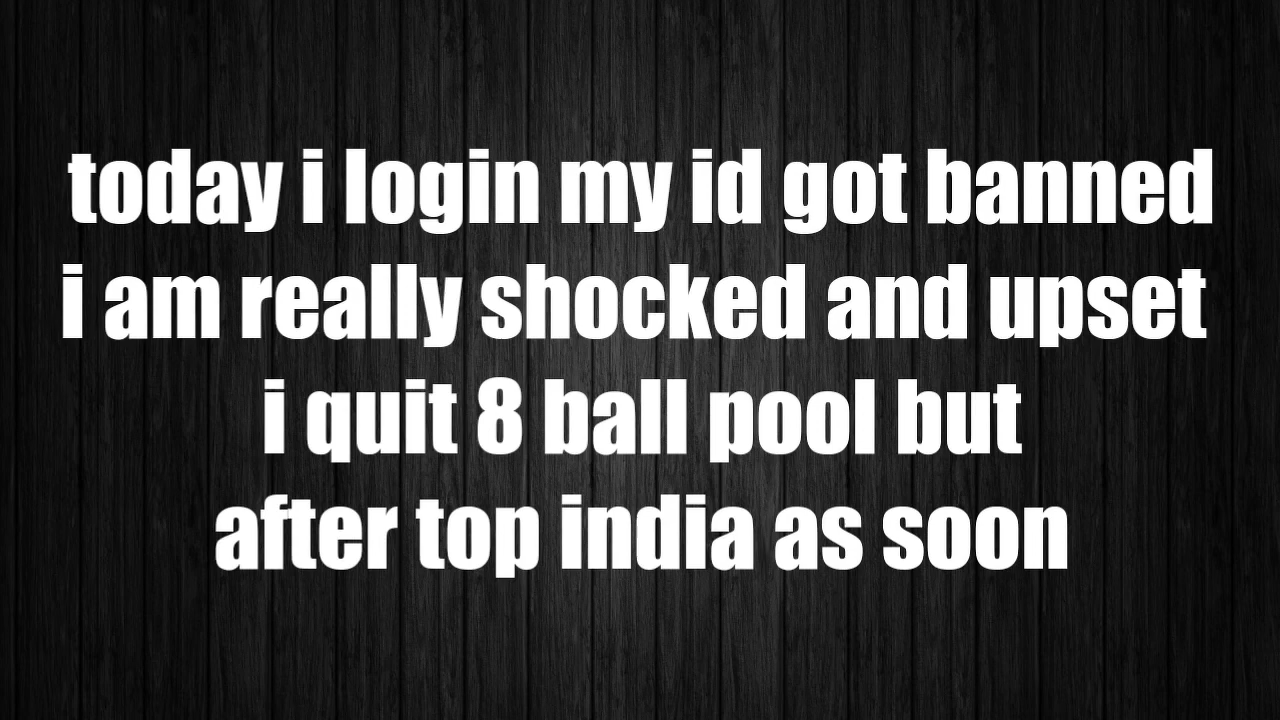 today i login my id got banned
i am really shocked and upset
i quit 8 ball pool but
after top india as soon